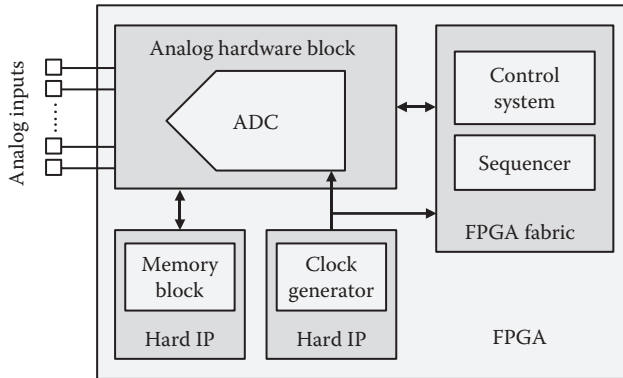 Analog inputs
......
Analog hardware block
ADC
Control
system
Sequencer
FPGA fabric
Memory
block
Hard IP
Clock
generator
Hard IP
FPGA